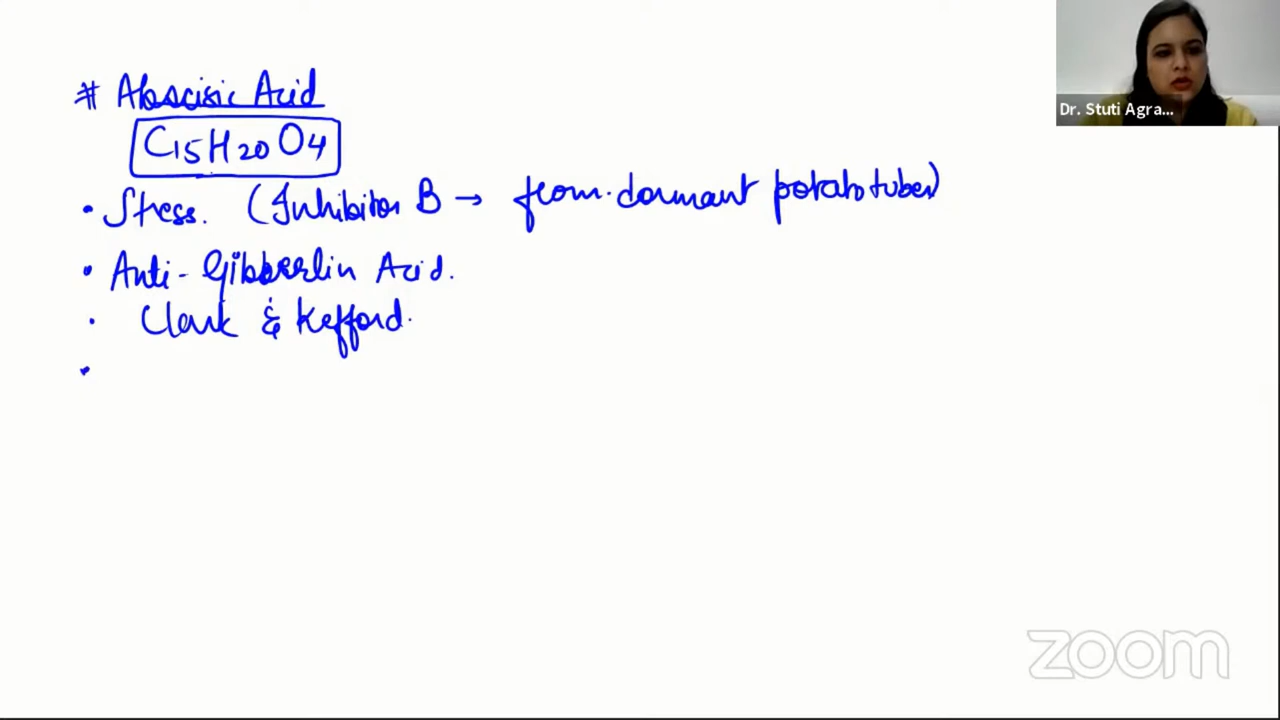 # Abscisic Acid
C15H20O4
• Stress. (Inhibitor B → from dormant potato tuber)
• Anti-Gibberlin Acid.
• Clark & Kefford.
•
Dr. Stuti Agra...
zoom